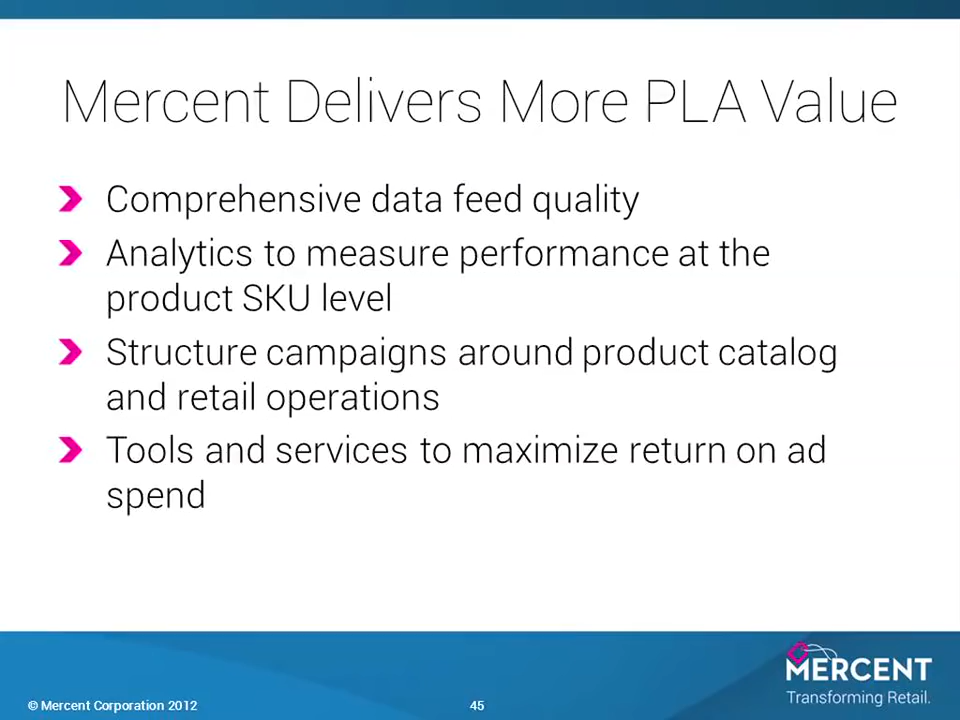 Mercent Delivers More PLA Value
Comprehensive data feed quality
Analytics to measure performance at the
product SKU level
Structure campaigns around product catalog
and retail operations
Tools and services to maximize return on ad
spend
MERCENT
Transforming Retail.
© Mercent Corporation 2012
45